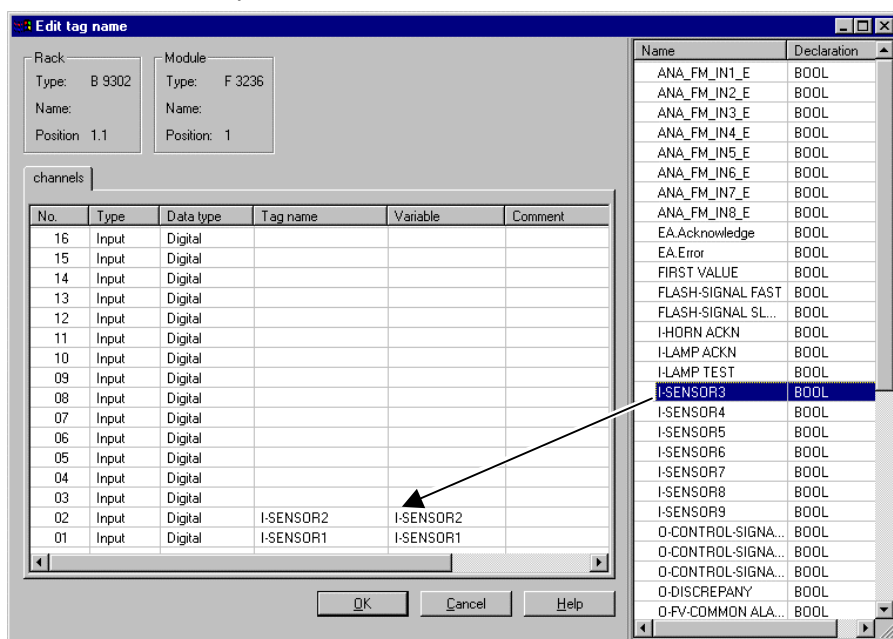 Edit tag name
Rack
Type: B 9302
Name:
Position 1.1
Module
Type: F 3236
Name:
Position: 1
channels
No. Type Data type Tag name Variable Comment
16 Input Digital
15 Input Digital
14 Input Digital
13 Input Digital
12 Input Digital
11 Input Digital
10 Input Digital
09 Input Digital
08 Input Digital
07 Input Digital
06 Input Digital
05 Input Digital
04 Input Digital
03 Input Digital
02 Input Digital I-SENSOR2 I-SENSOR2
01 Input Digital I-SENSOR1 I-SENSOR1
OK Cancel Help
Name Declaration
ANA_FM_IN1_E BOOL
ANA_FM_IN2_E BOOL
ANA_FM_IN3_E BOOL
ANA_FM_IN4_E BOOL
ANA_FM_IN5_E BOOL
ANA_FM_IN6_E BOOL
ANA_FM_IN7_E BOOL
ANA_FM_IN8_E BOOL
EA.Acknowledge BOOL
EA.Error BOOL
FIRST VALUE BOOL
FLASH-SIGNAL FAST BOOL
FLASH-SIGNAL SL... BOOL
I-HORN ACKN BOOL
I-LAMP ACKN BOOL
I-LAMP TEST BOOL
I-SENSOR3 BOOL
I-SENSOR4 BOOL
I-SENSOR5 BOOL
I-SENSOR6 BOOL
I-SENSOR7 BOOL
I-SENSOR8 BOOL
I-SENSOR9 BOOL
O-CONTROL-SIGNA... BOOL
O-CONTROL-SIGNA... BOOL
O-CONTROL-SIGNA... BOOL
O-DISCREPANY BOOL
O-FV-COMMON ALA... BOOL